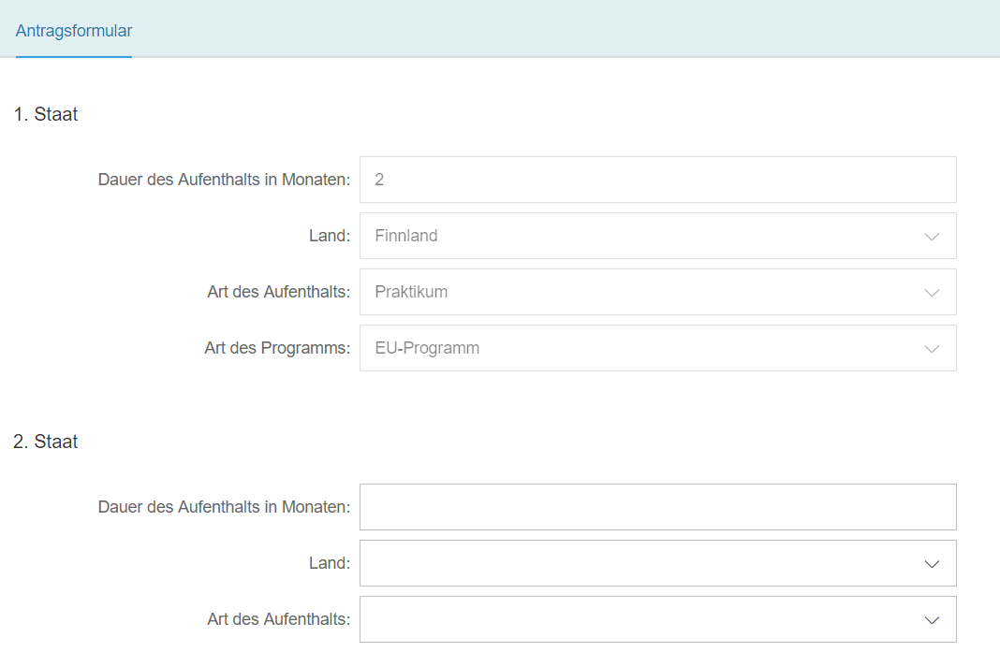 Antragsformular
1. Staat
Dauer des Aufenthalts in Monaten: 2
Land: Finnland
Art des Aufenthalts: Praktikum
Art des Programms: EU-Programm
2. Staat
Dauer des Aufenthalts in Monaten:
Land:
Art des Aufenthalts: